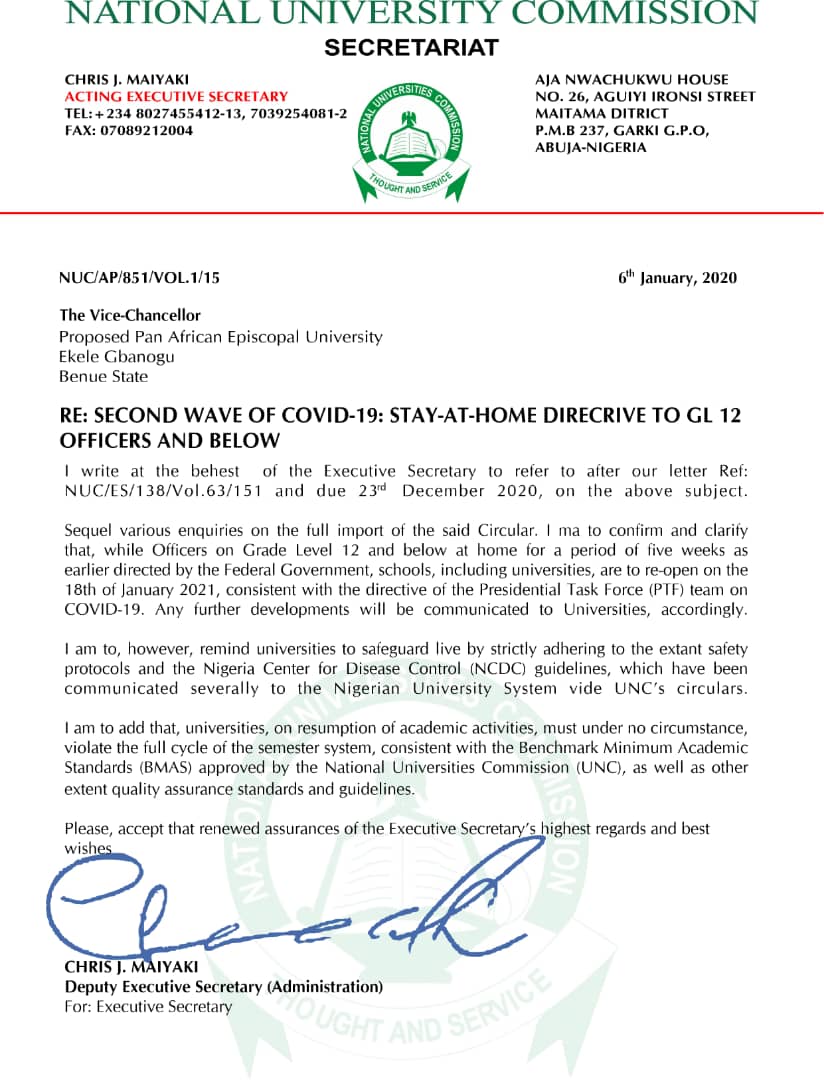 NATIONAL UNIVERSITY COMMISSION
SECRETARIAT
CHRIS J. MAIYAKI
ACTING EXECUTIVE SECRETARY
TEL:+234 8027455412-13, 7039254081-2
FAX: 07089212004
NATIONAL UNIVERSITIES COMMISSION
THOUGHT AND SERVICE
AJA NWACHUKWU HOUSE
NO. 26, AGUIYI IRONSI STREET
MAITAMA DITRICT
P.M.B 237, GARKI G.P.O,
ABUJA-NIGERIA
NUC/AP/851/VOL.1/15
6th January, 2020
The Vice-Chancellor
Proposed Pan African Episcopal University
Ekele Gbanogu
Benue State
RE: SECOND WAVE OF COVID-19: STAY-AT-HOME DIRECRIVE TO GL 12
OFFICERS AND BELOW
I write at the behest of the Executive Secretary to refer to after our letter Ref:
NUC/ES/138/Vol.63/151 and due 23rd December 2020, on the above subject.
Sequel various enquiries on the full import of the said Circular. I ma to confirm and clarify
that, while Officers on Grade Level 12 and below at home for a period of five weeks as
earlier directed by the Federal Government, schools, including universities, are to re-open on the
18th of January 2021, consistent with the directive of the Presidential Task Force (PTF) team on
COVID-19. Any further developments will be communicated to Universities, accordingly.
I am to, however, remind universities to safeguard live by strictly adhering to the extant safety
protocols and the Nigeria Center for Disease Control (NCDC) guidelines, which have been
communicated severally to the Nigerian University System vide UNC's circulars.
I am to add that, universities, on resumption of academic activities, must under no circumstance,
violate the full cycle of the semester system, consistent with the Benchmark Minimum Academic
Standards (BMAS) approved by the National Universities Commission (UNC), as well as other
extent quality assurance standards and guidelines.
Please, accept that renewed assurances of the Executive Secretary's highest regards and best
wishes
CHRIS J. MAIYAKI
Deputy Executive Secretary (Administration)
For: Executive Secretary
NATIONAL UNIVERSITIES COMMISSION
THOUGHT AND SERVICE